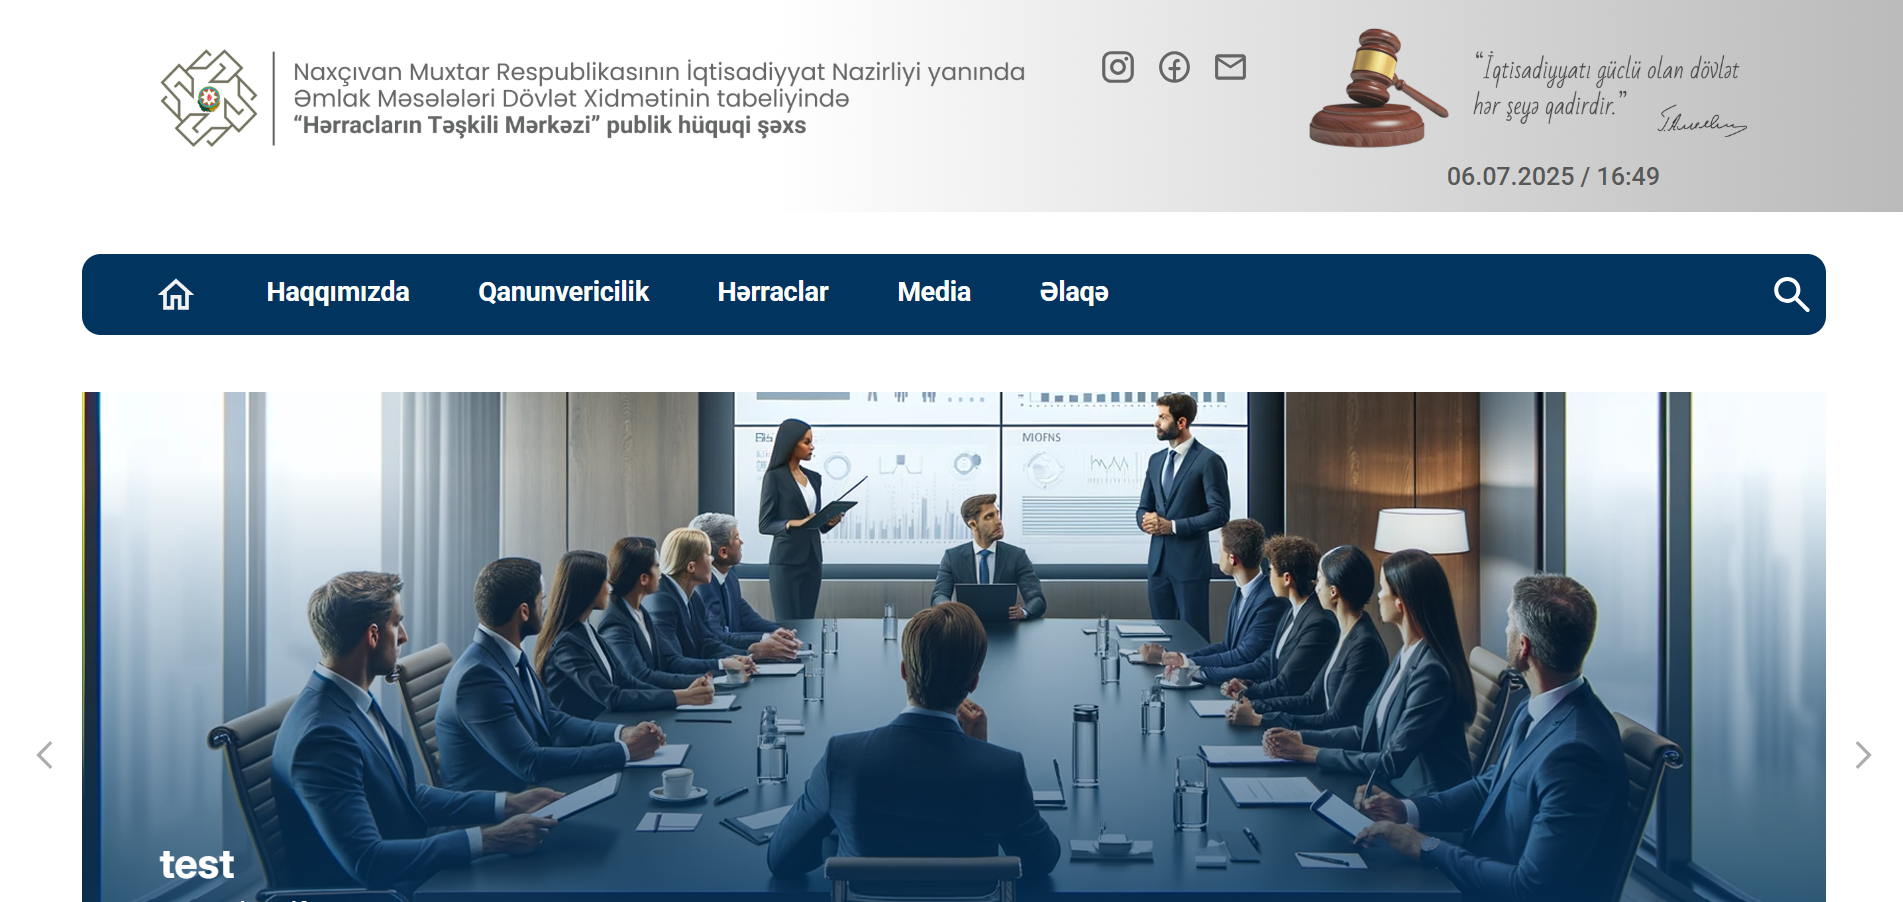 Naxçıvan Muxtar Respublikasının İqtisadiyyat Nazirliyi yanında
Əmlak Məsələləri Dövlət Xidmətinin tabeliyində
“Hərracların Təşkili Mərkəzi” publik hüquqi şəxs
“İqtisadiyyatı güclü olan dövlət
hər şeyə qadirdir.”
06.07.2025 / 16:49
Haqqımızda Qanunvericilik Hərraclar Media Əlaqə
MOFNS
test